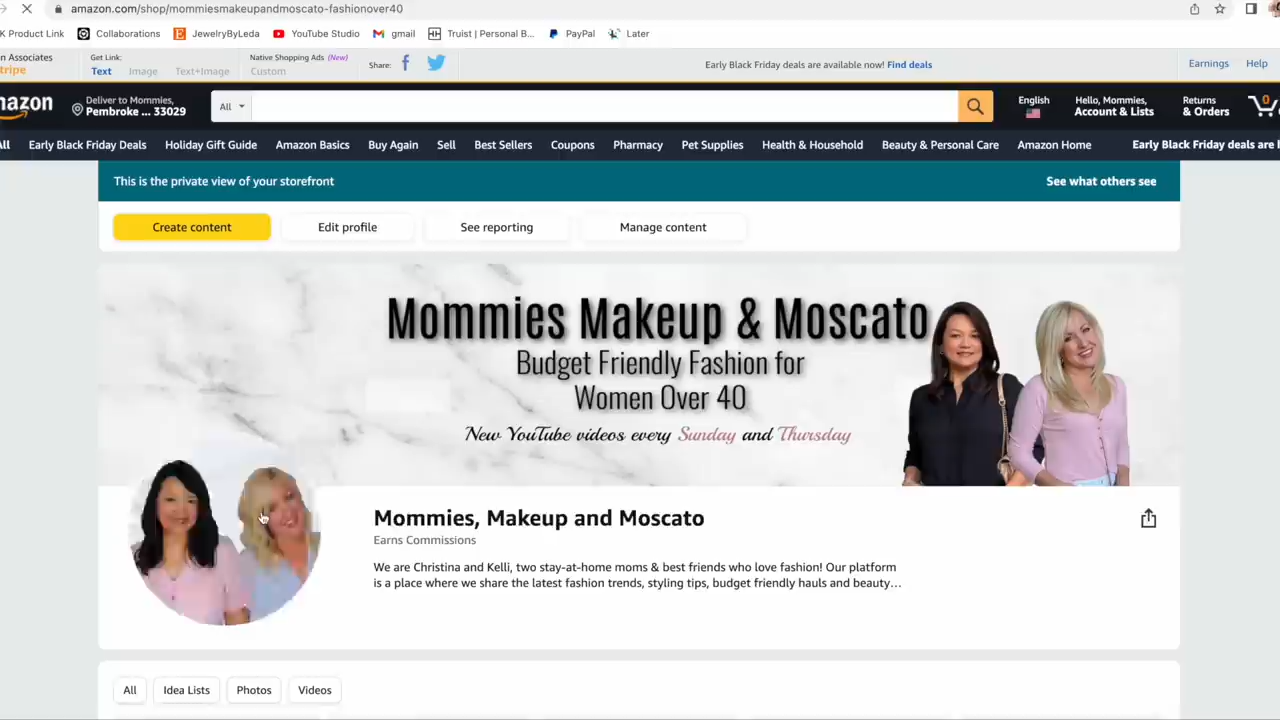 amazon.com/shop/mommiesmakeupandmoscato-fashionover40
K Product Link Collaborations JewelryByLeda YouTube Studio gmail Truist | Personal B... PayPal Later
n Associates Get Link: Native Shopping Ads (New) Share: Early Black Friday deals are available now! Find deals Earnings Help
tripe Text Image Text+Image Custom
mazon Deliver to Mommies, All English Hello, Mommies, Returns 0
Pembroke ... 33029 Account & Lists & Orders
All Early Black Friday Deals Holiday Gift Guide Amazon Basics Buy Again Sell Best Sellers Coupons Pharmacy Pet Supplies Health & Household Beauty & Personal Care Amazon Home Early Black Friday deals are
This is the private view of your storefront See what others see
Create content Edit profile See reporting Manage content
Mommies Makeup & Moscato
Budget Friendly Fashion for
Women Over 40
New YouTube videos every Sunday and Thursday
Mommies, Makeup and Moscato
Earns Commissions
We are Christina and Kelli, two stay-at-home moms & best friends who love fashion! Our platform
is a place where we share the latest fashion trends, styling tips, budget friendly hauls and beauty...
All Idea Lists Photos Videos